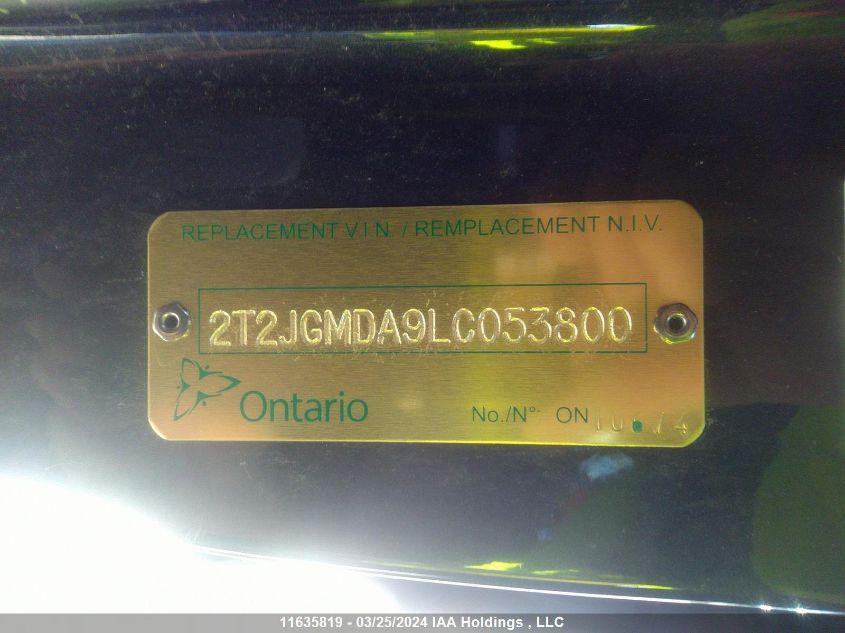 REPLACEMENT V.I.N. / REMPLACEMENT N.I.V.
2T2JGMDA9LC053800
Ontario
No./N°. ON
11635819 - 03/25/2024 IAA Holdings , LLC